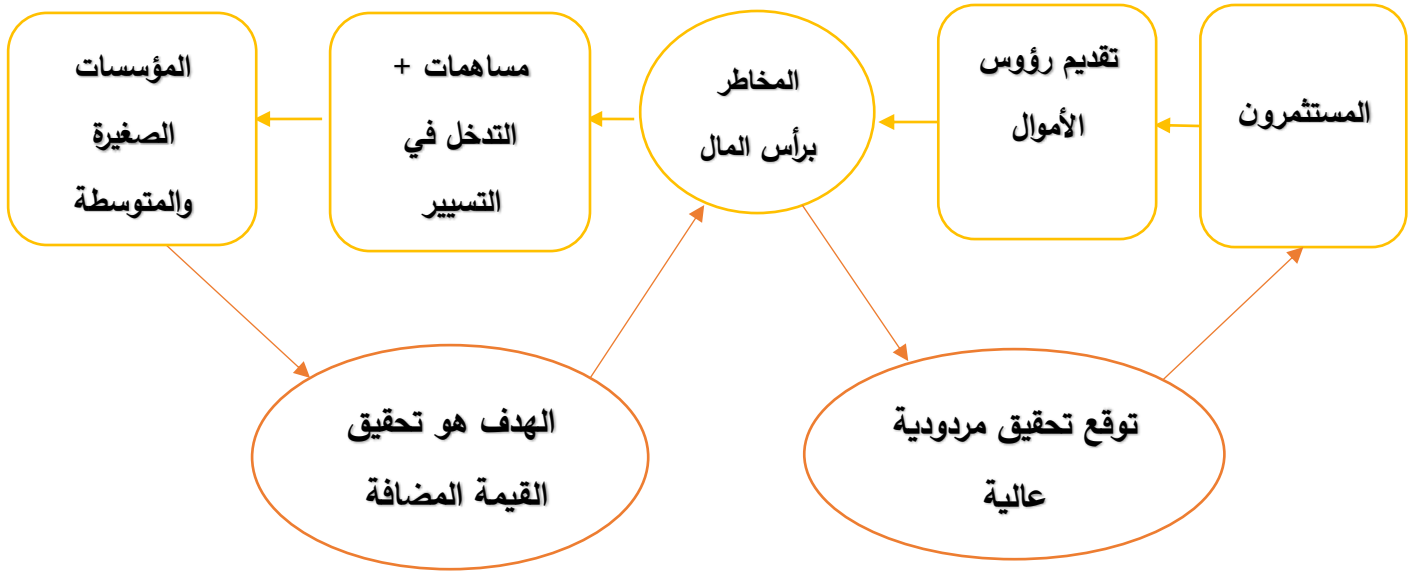 المستثمرون
تقديم رؤوس
الأموال
المخاطر
برأس المال
مساهمات +
التدخل في
التسيير
المؤسسات
الصغيرة
والمتوسطة
توقع تحقيق مردودية
عالية
الهدف هو تحقيق
القيمة المضافة